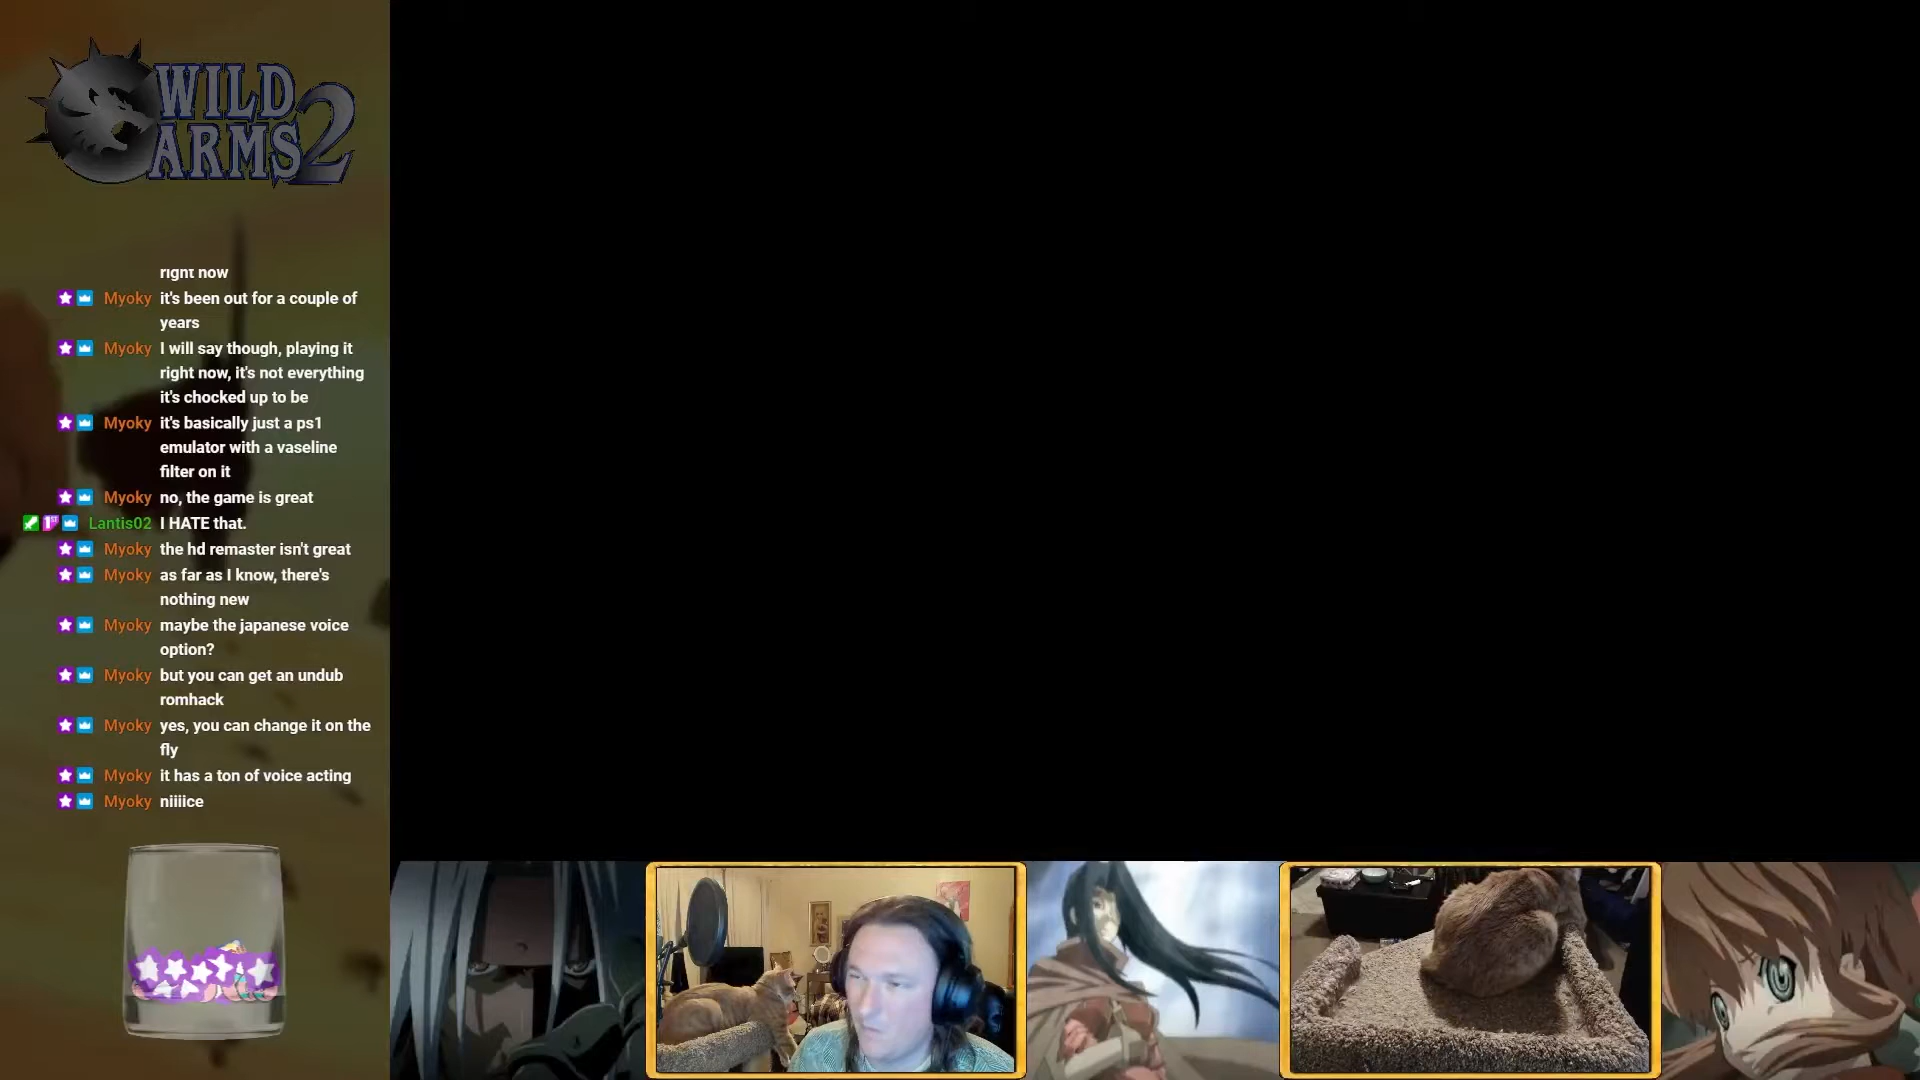 WILD
ARMS 2
right now
Myoky it's been out for a couple of
years
Myoky I will say though, playing it
right now, it's not everything
it's chocked up to be
Myoky it's basically just a ps1
emulator with a vaseline
filter on it
Myoky no, the game is great
Lantis02 I HATE that.
Myoky the hd remaster isn't great
Myoky as far as I know, there's
nothing new
Myoky maybe the japanese voice
option?
Myoky but you can get an undub
romhack
Myoky yes, you can change it on the
fly
Myoky it has a ton of voice acting
Myoky niiiice